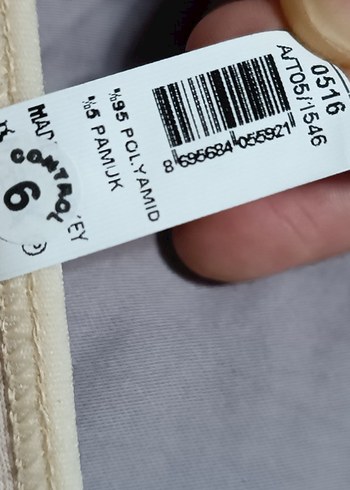 0516
A/T05/1546
8 695684 055921
%95 POLYAMID
%5 PAMUK
CONTROL
6